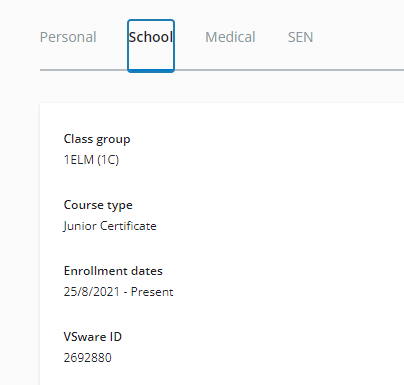 Personal School Medical SEN
Class group
1ELM (1C)
Course type
Junior Certificate
Enrollment dates
25/8/2021 - Present
VSware ID
2692880